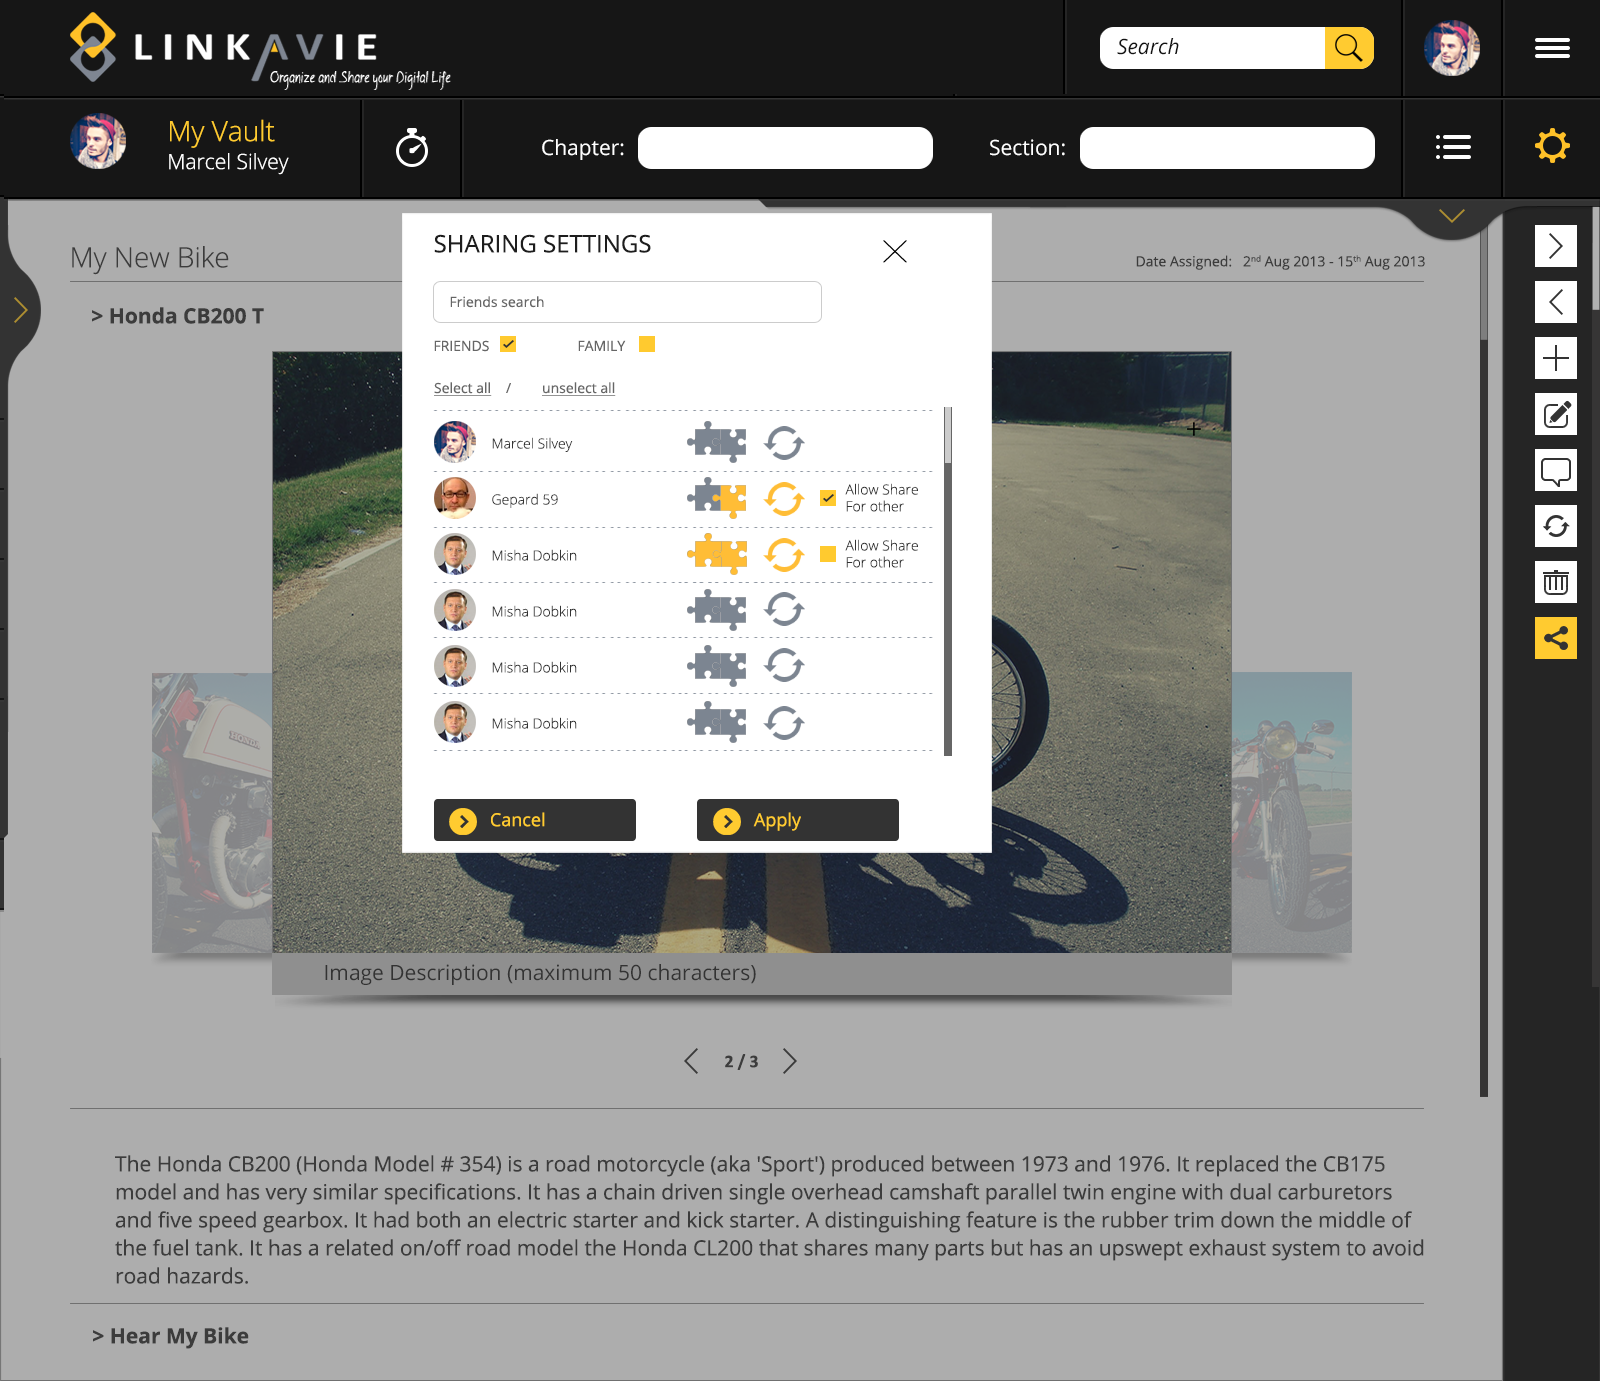 LINKAVIE
Organize and Share your Digital Life
Search
My Vault
Marcel Silvey
Chapter:
Section:
My New Bike
Date Assigned: 2nd Aug 2013 - 15th Aug 2013
> Honda CB200 T
SHARING SETTINGS
Friends search
FRIENDS
FAMILY
Select all / unselect all
Marcel Silvey
Gepard 59
Allow Share
For other
Misha Dobkin
Allow Share
For other
Misha Dobkin
Misha Dobkin
Misha Dobkin
Cancel
Apply
HONDA
Image Description (maximum 50 characters)
2 / 3
The Honda CB200 (Honda Model # 354) is a road motorcycle (aka 'Sport') produced between 1973 and 1976. It replaced the CB175
model and has very similar specifications. It has a chain driven single overhead camshaft parallel twin engine with dual carburetors
and five speed gearbox. It had both an electric starter and kick starter. A distinguishing feature is the rubber trim down the middle of
the fuel tank. It has a related on/off road model the Honda CL200 that shares many parts but has an upswept exhaust system to avoid
road hazards.
> Hear My Bike